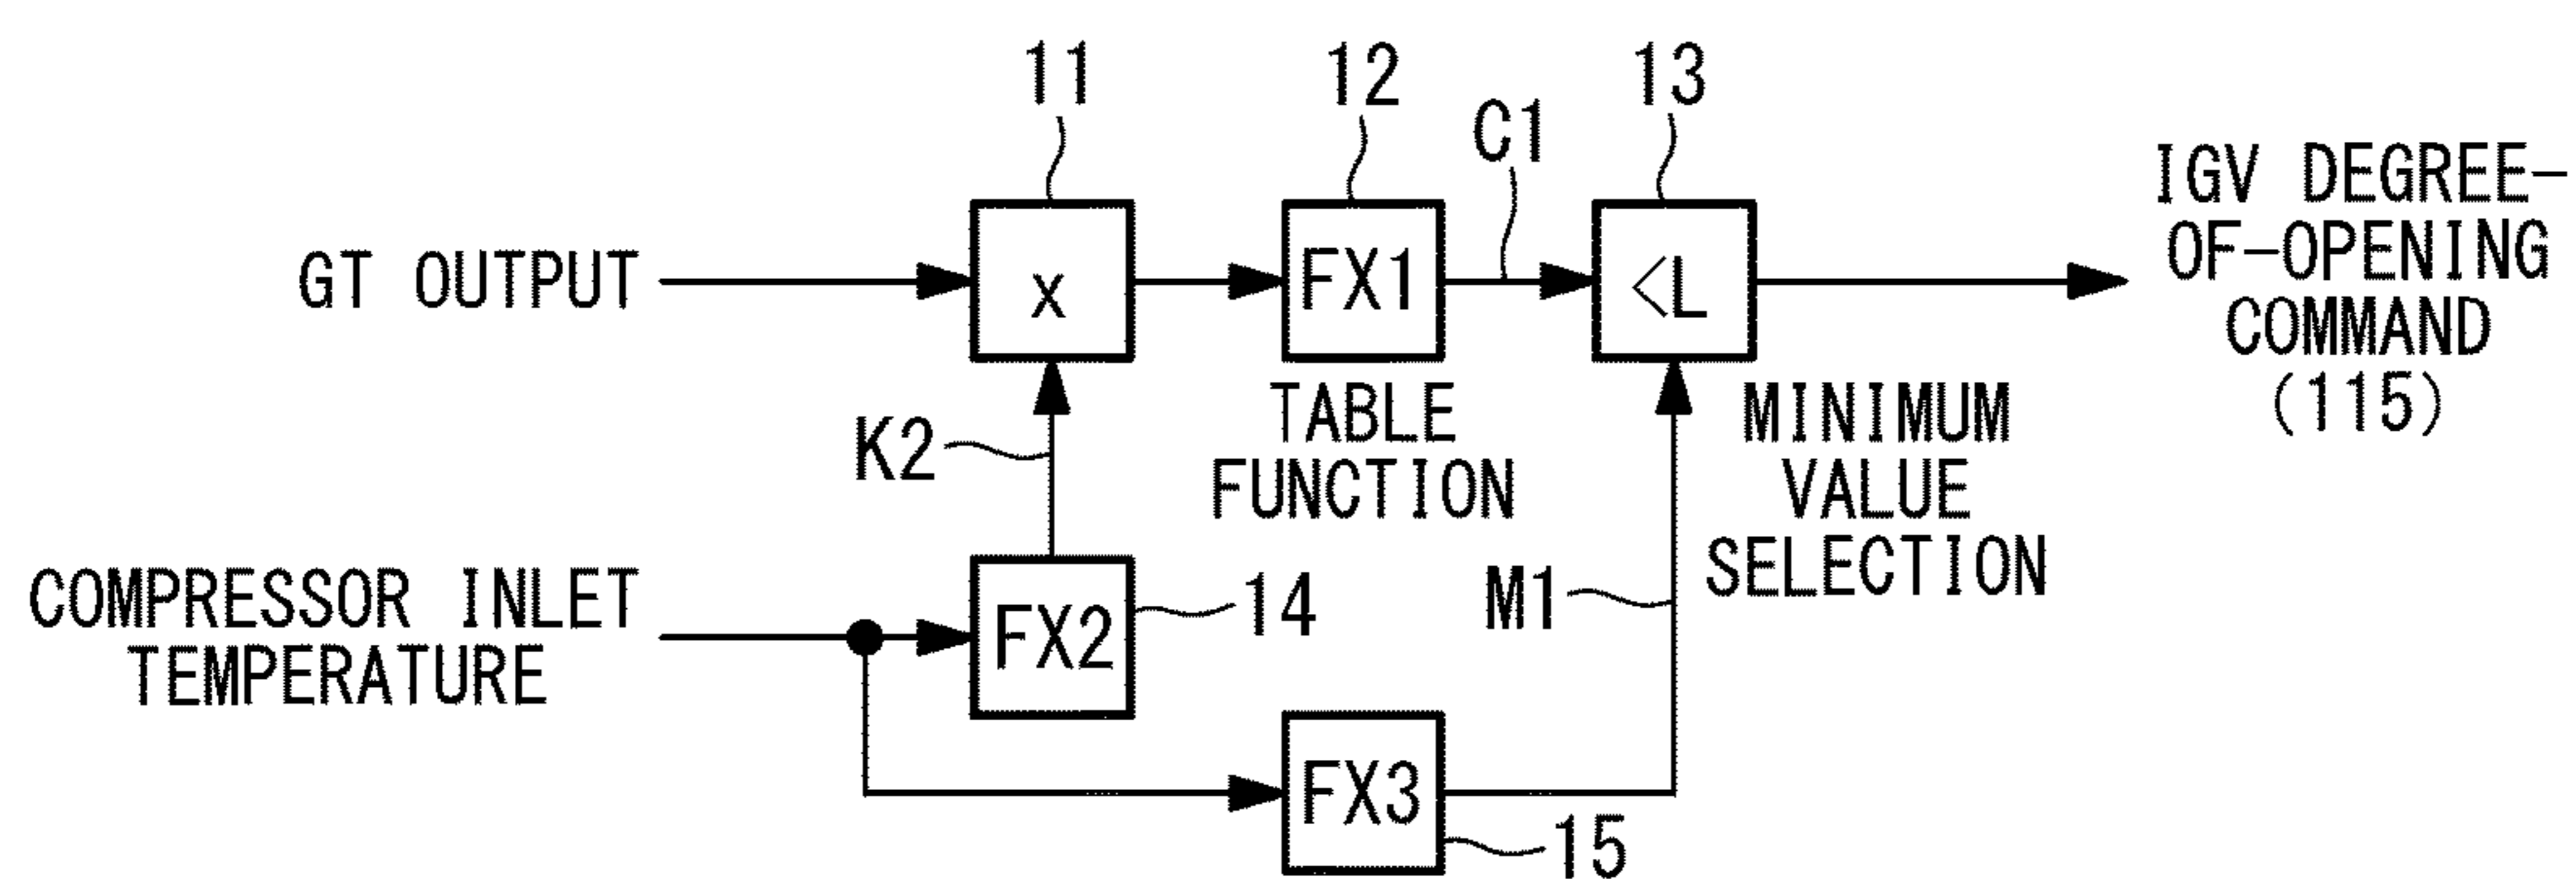 11
12
13
C1
GT OUTPUT
x
FX1
<L
IGV DEGREE-
OF-OPENING
COMMAND
(115)
K2
TABLE
FUNCTION
MINIMUM
VALUE
SELECTION
COMPRESSOR INLET
TEMPERATURE
FX2
14
M1
FX3
15